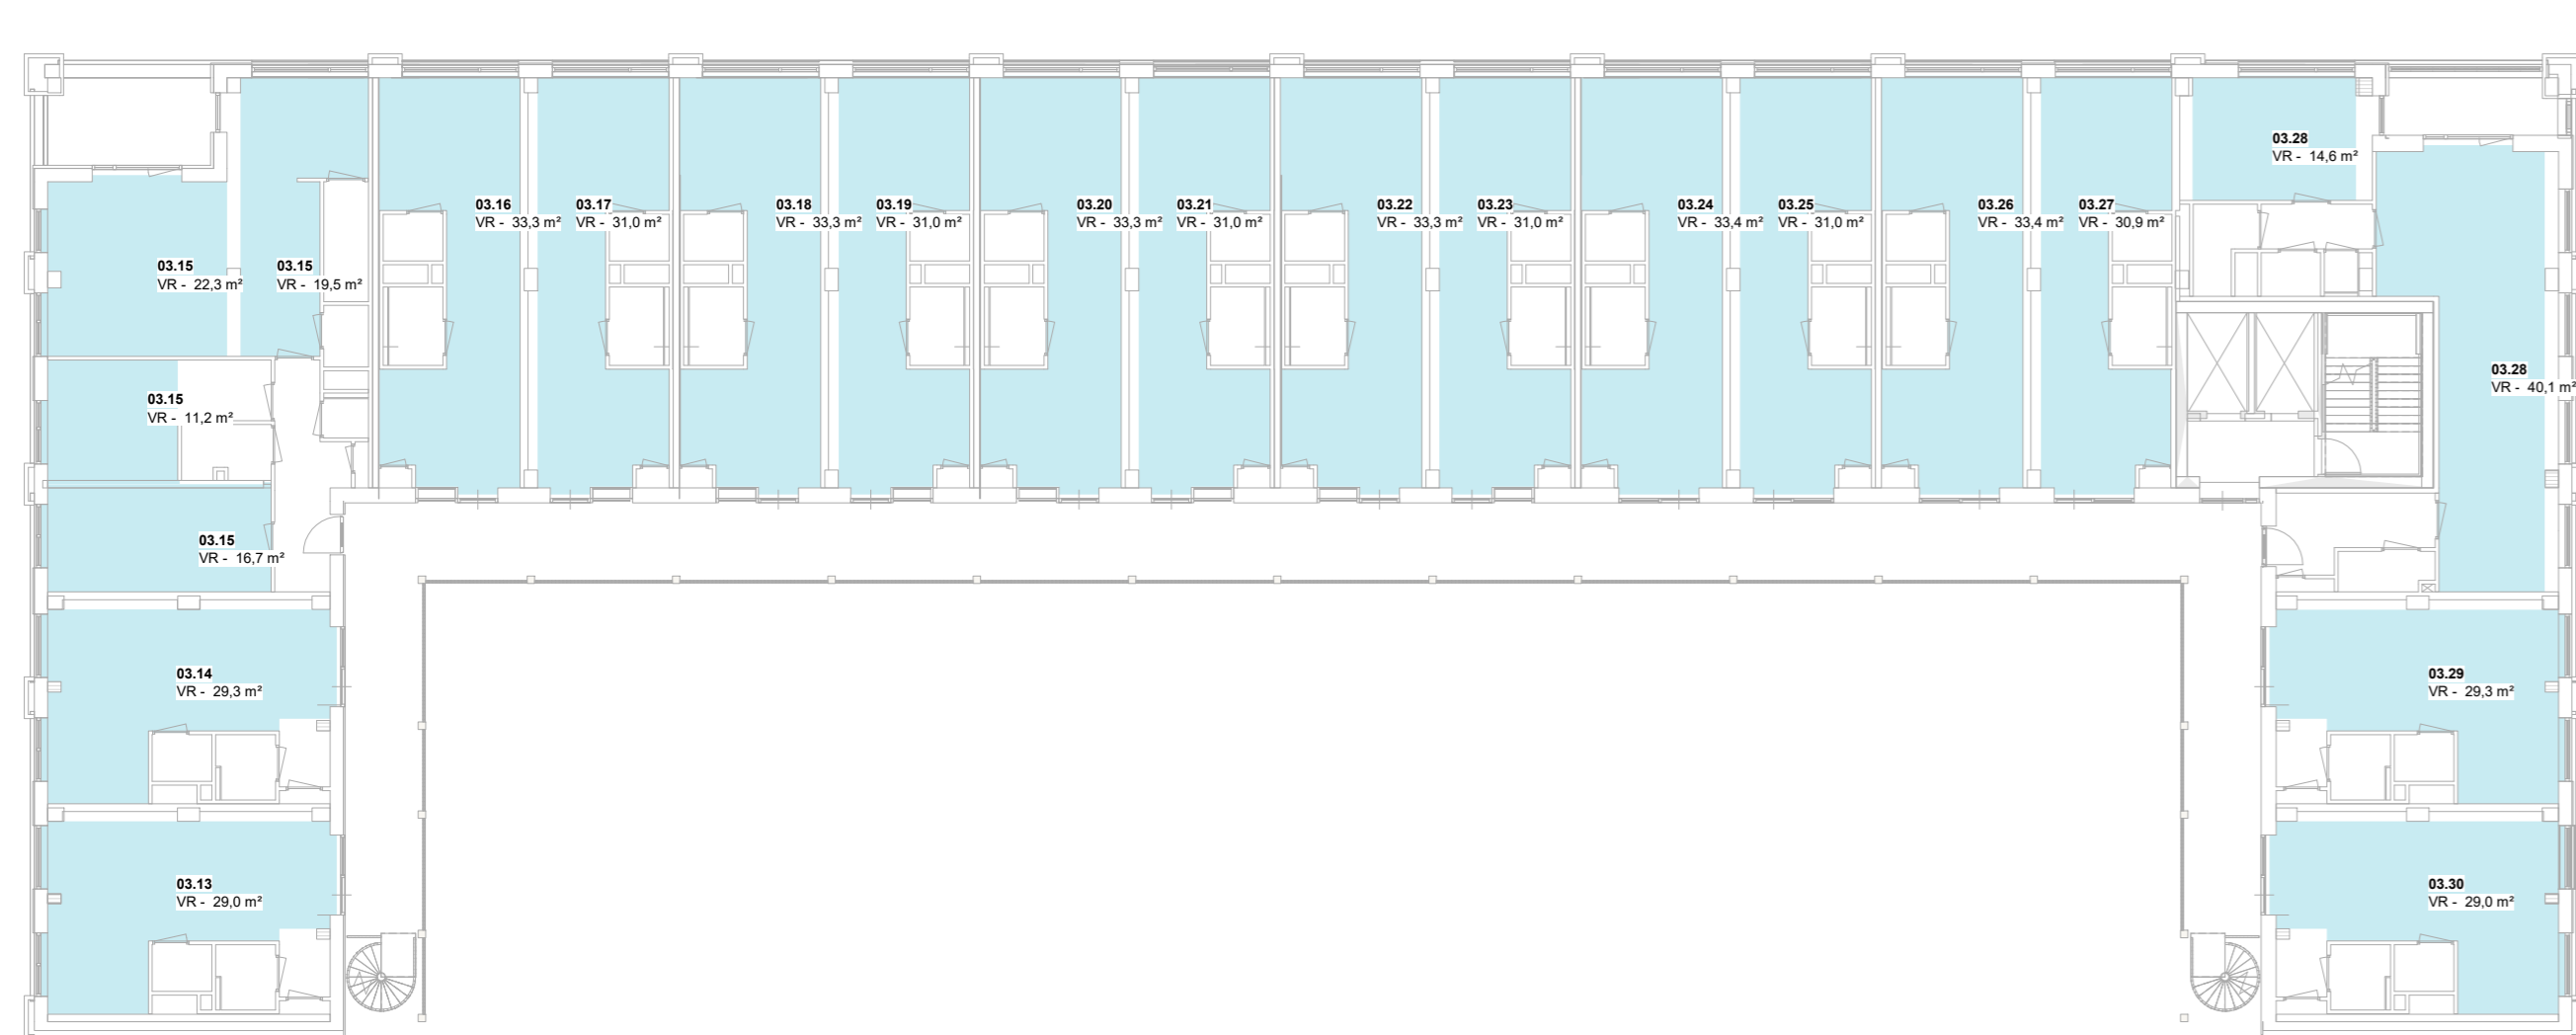 03.28
VR - 14,6 m²
03.16
VR - 33,3 m²
03.17
VR - 31,0 m²
03.18
VR - 33,3 m²
03.19
VR - 31,0 m²
03.20
VR - 33,3 m²
03.21
VR - 31,0 m²
03.22
VR - 33,3 m²
03.23
VR - 31,0 m²
03.24
VR - 33,4 m²
03.25
VR - 31,0 m²
03.26
VR - 33,4 m²
03.27
VR - 30,9 m²
03.15
VR - 22,3 m²
03.15
VR - 19,5 m²
03.28
VR - 40,1 m²
03.15
VR - 11,2 m²
03.15
VR - 16,7 m²
03.14
VR - 29,3 m²
03.29
VR - 29,3 m²
03.13
VR - 29,0 m²
03.30
VR - 29,0 m²